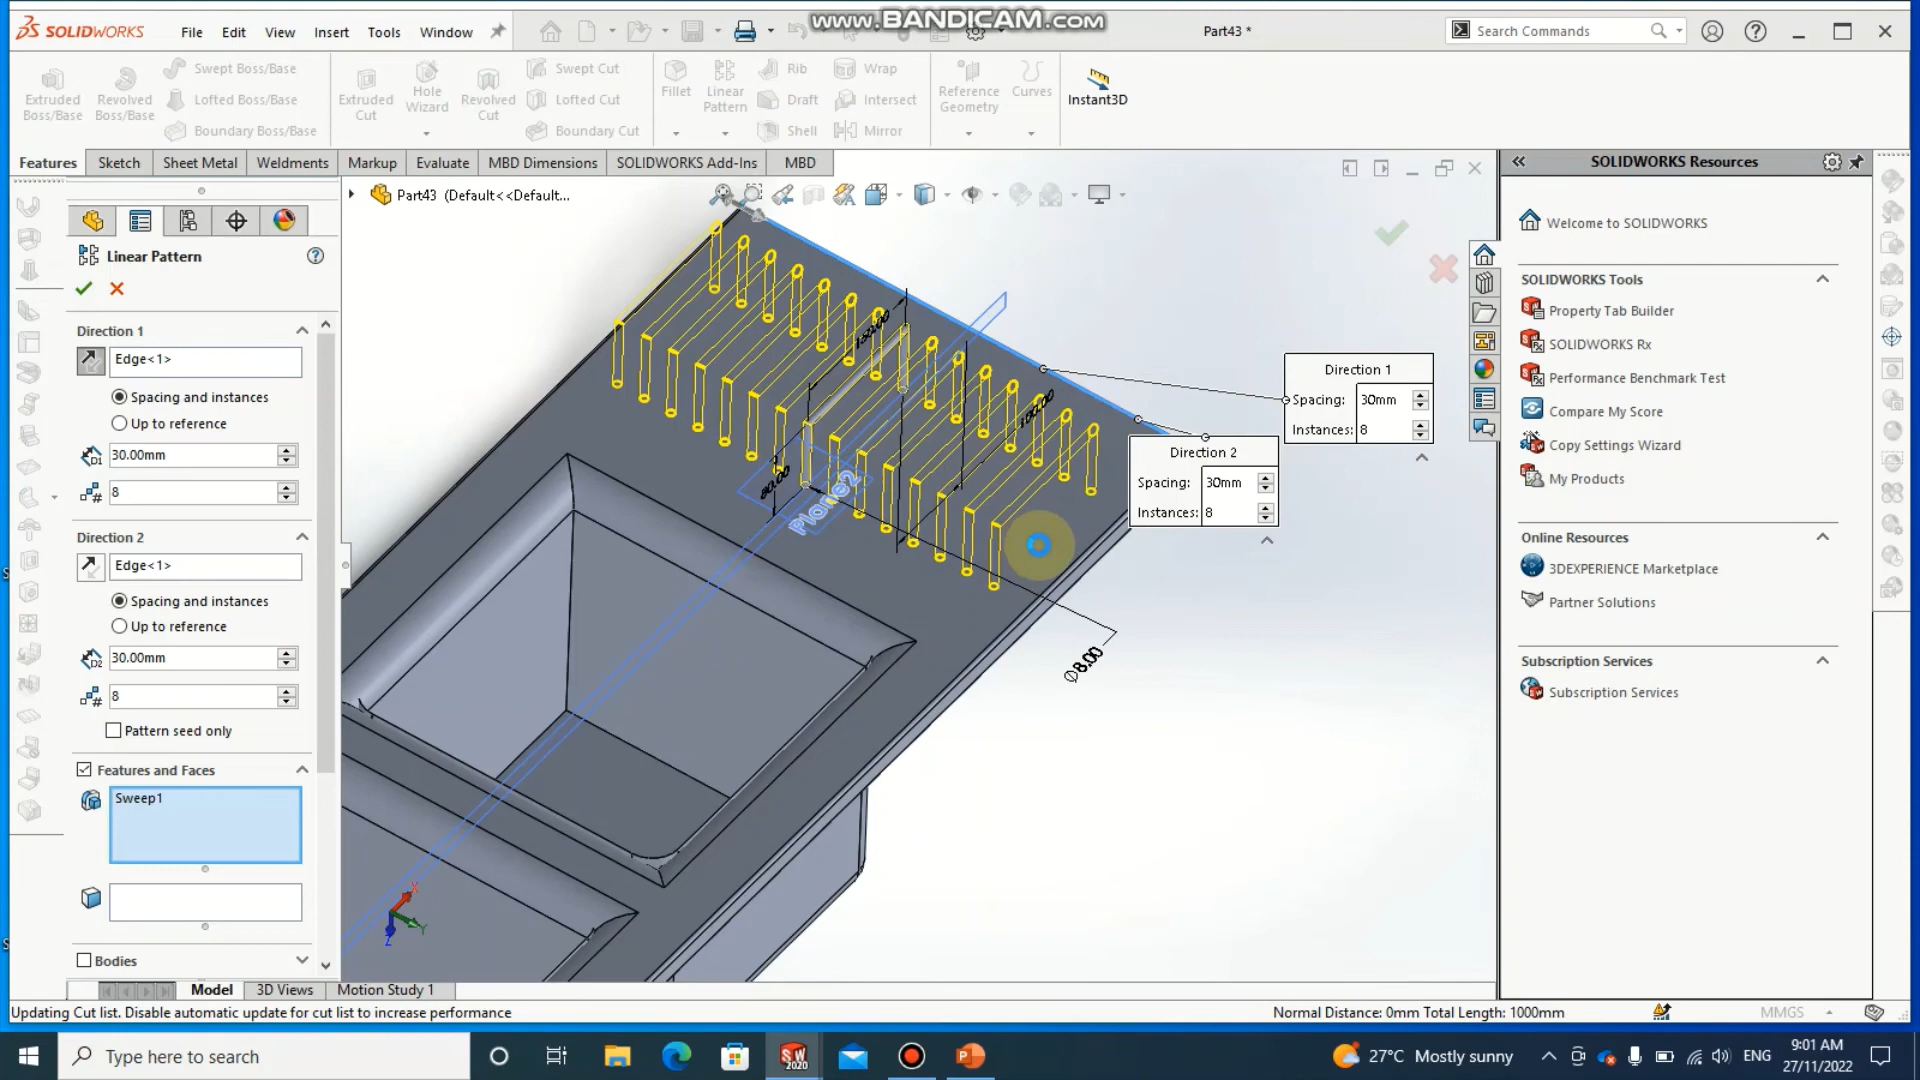 www.BANDICAM.com
SOLIDWORKS File Edit View Insert Tools Window Part43 * Search Commands
Extruded Boss/Base Revolved Boss/Base Swept Boss/Base Lofted Boss/Base Boundary Boss/Base Extruded Cut Hole Wizard Revolved Cut Swept Cut Lofted Cut Boundary Cut Fillet Linear Pattern Rib Draft Shell Wrap Intersect Mirror Reference Geometry Curves Instant3D
Features Sketch Sheet Metal Weldments Markup Evaluate MBD Dimensions SOLIDWORKS Add-Ins MBD
Part43 (Default<<Default...
Linear Pattern
Direction 1
Edge<1>
Spacing and instances
Up to reference
30.00mm
8
Direction 2
Edge<1>
Spacing and instances
Up to reference
30.00mm
8
Pattern seed only
Features and Faces
Sweep1
Bodies
150.00
100.00
80.00
Plane2
Ø8.00
X
Y
Z
Direction 1
Spacing: 30mm
Instances: 8
Direction 2
Spacing: 30mm
Instances: 8
SOLIDWORKS Resources
Welcome to SOLIDWORKS
SOLIDWORKS Tools
Property Tab Builder
SOLIDWORKS Rx
Performance Benchmark Test
Compare My Score
Copy Settings Wizard
My Products
Online Resources
3DEXPERIENCE Marketplace
Partner Solutions
Subscription Services
Subscription Services
Model 3D Views Motion Study 1
Updating Cut list. Disable automatic update for cut list to increase performance Normal Distance: 0mm Total Length: 1000mm MMGS
Type here to search SW 2020 27°C Mostly sunny ENG 9:01 AM
27/11/2022